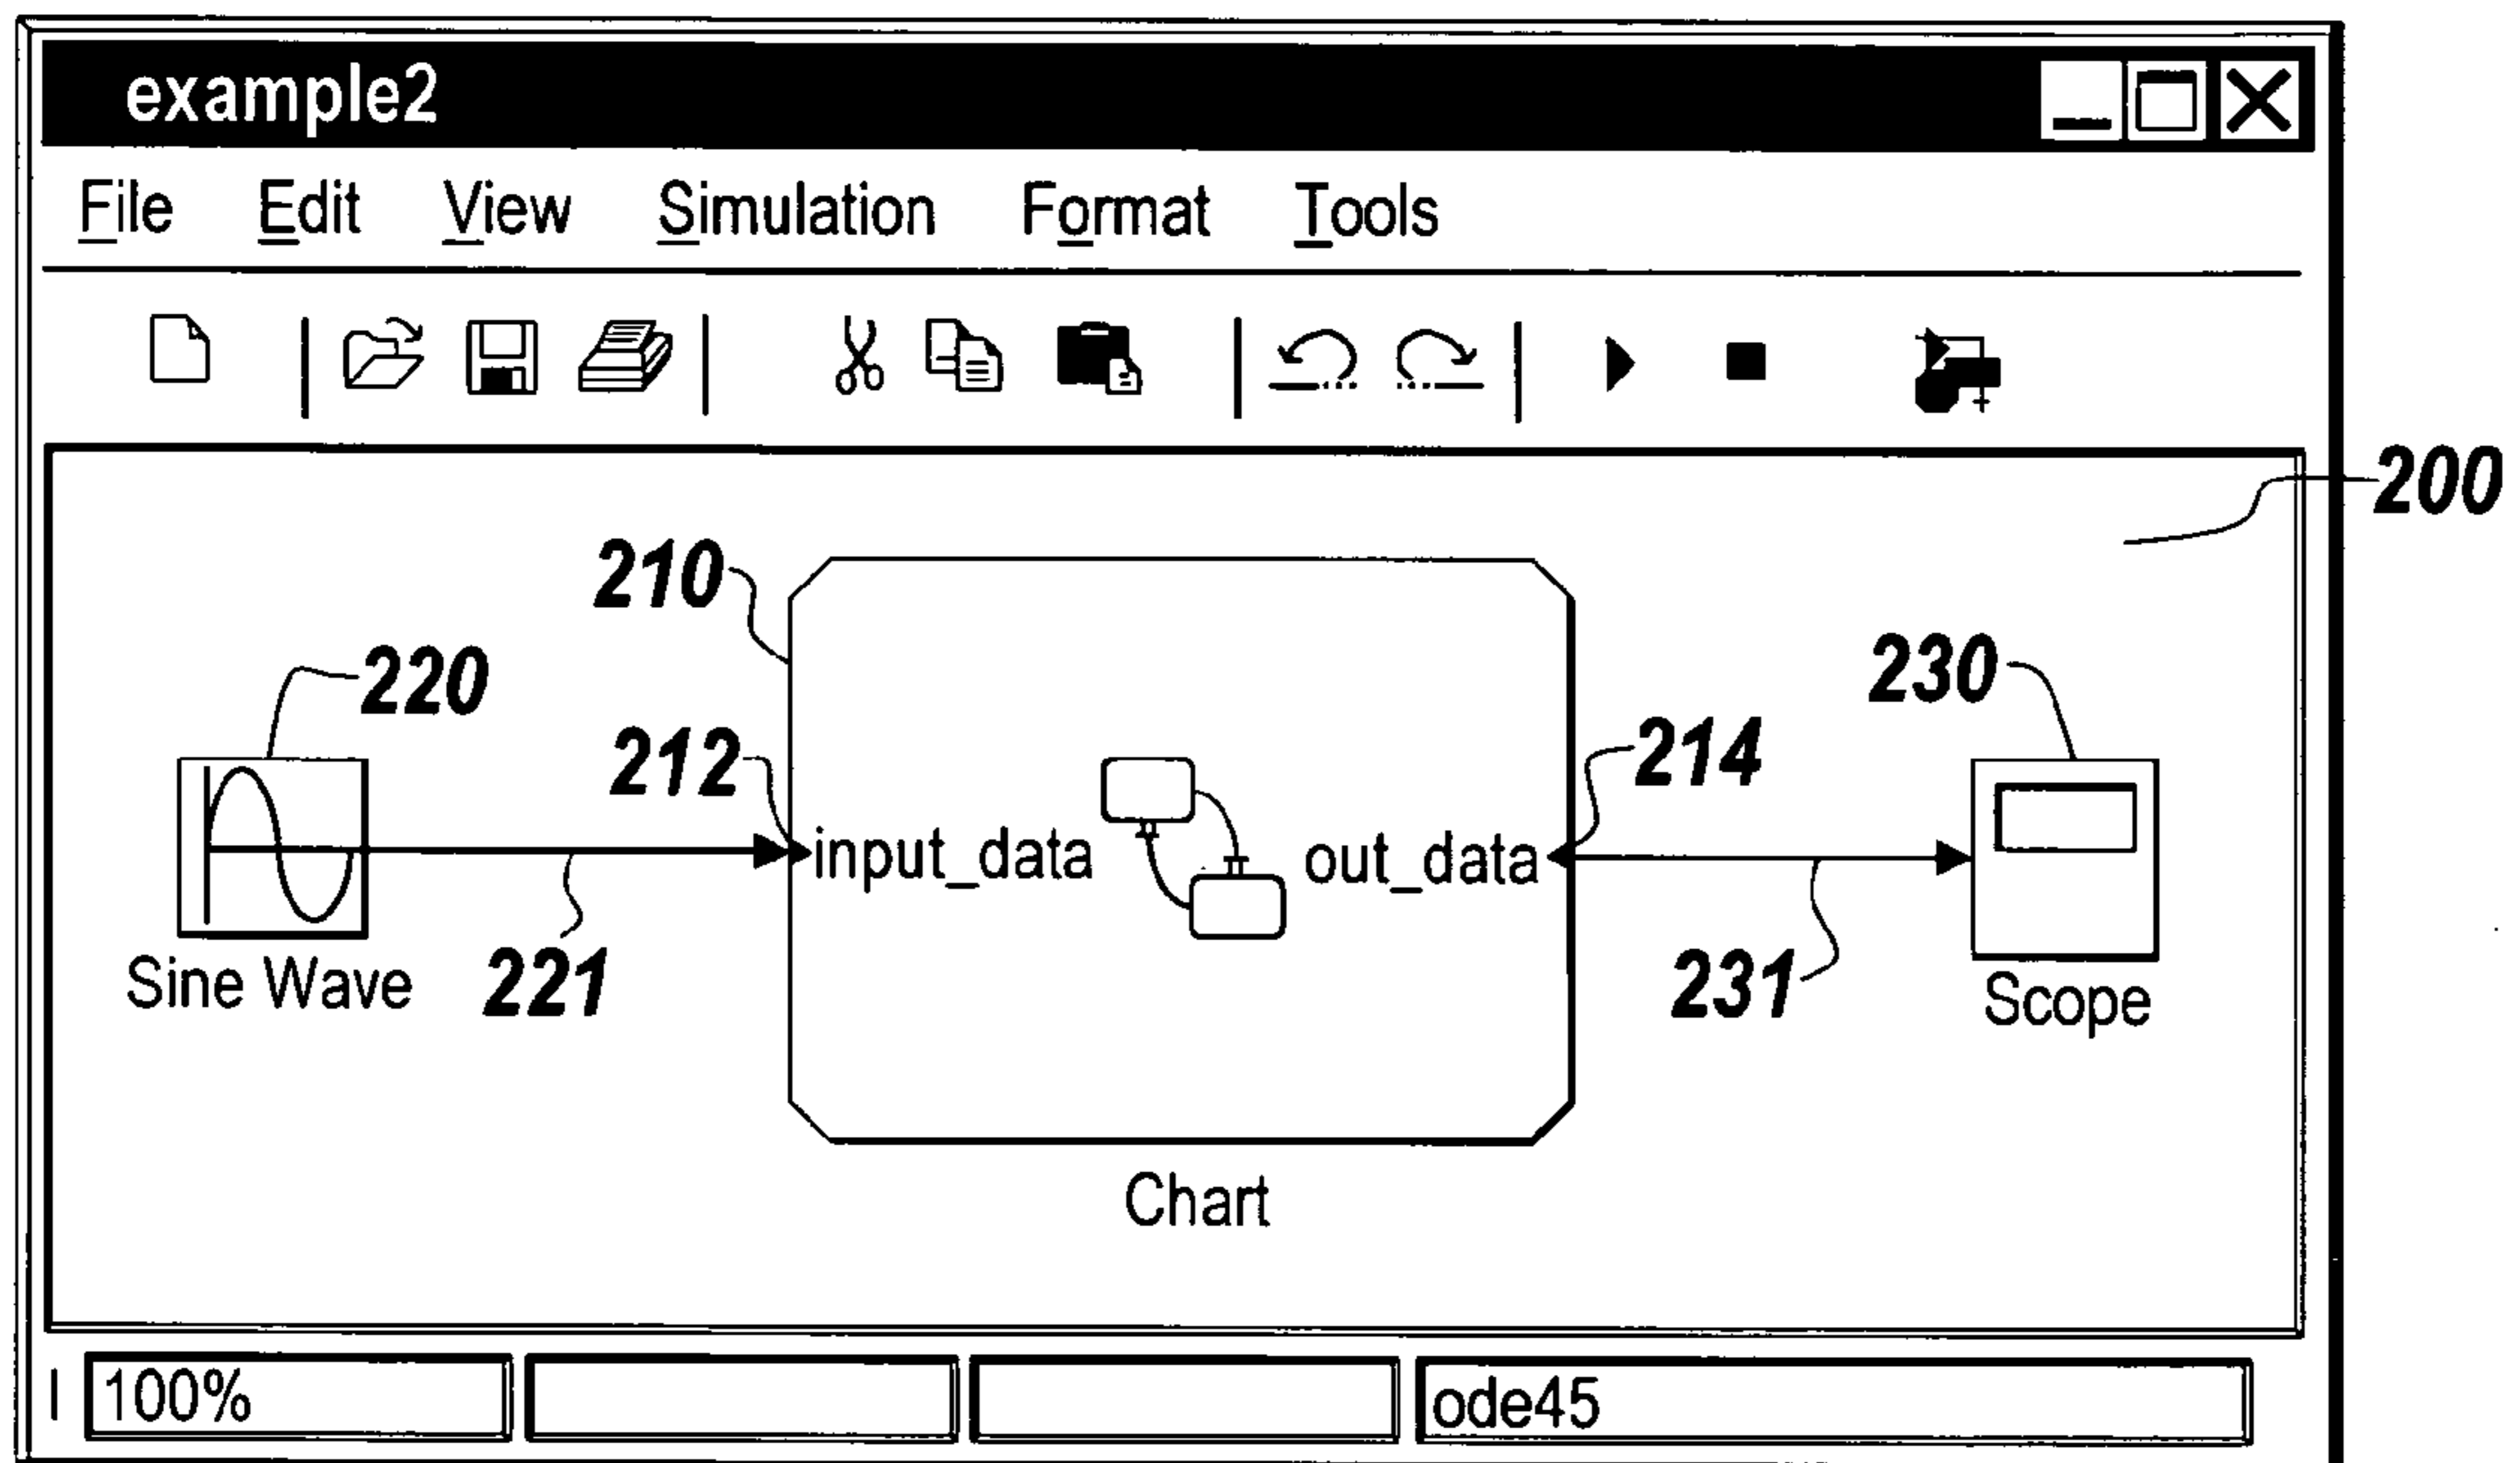 example2
File Edit View Simulation Format Tools
200
210
220
230
212
214
input_data
out_data
221
231
Sine Wave
Scope
Chart
100%
ode45